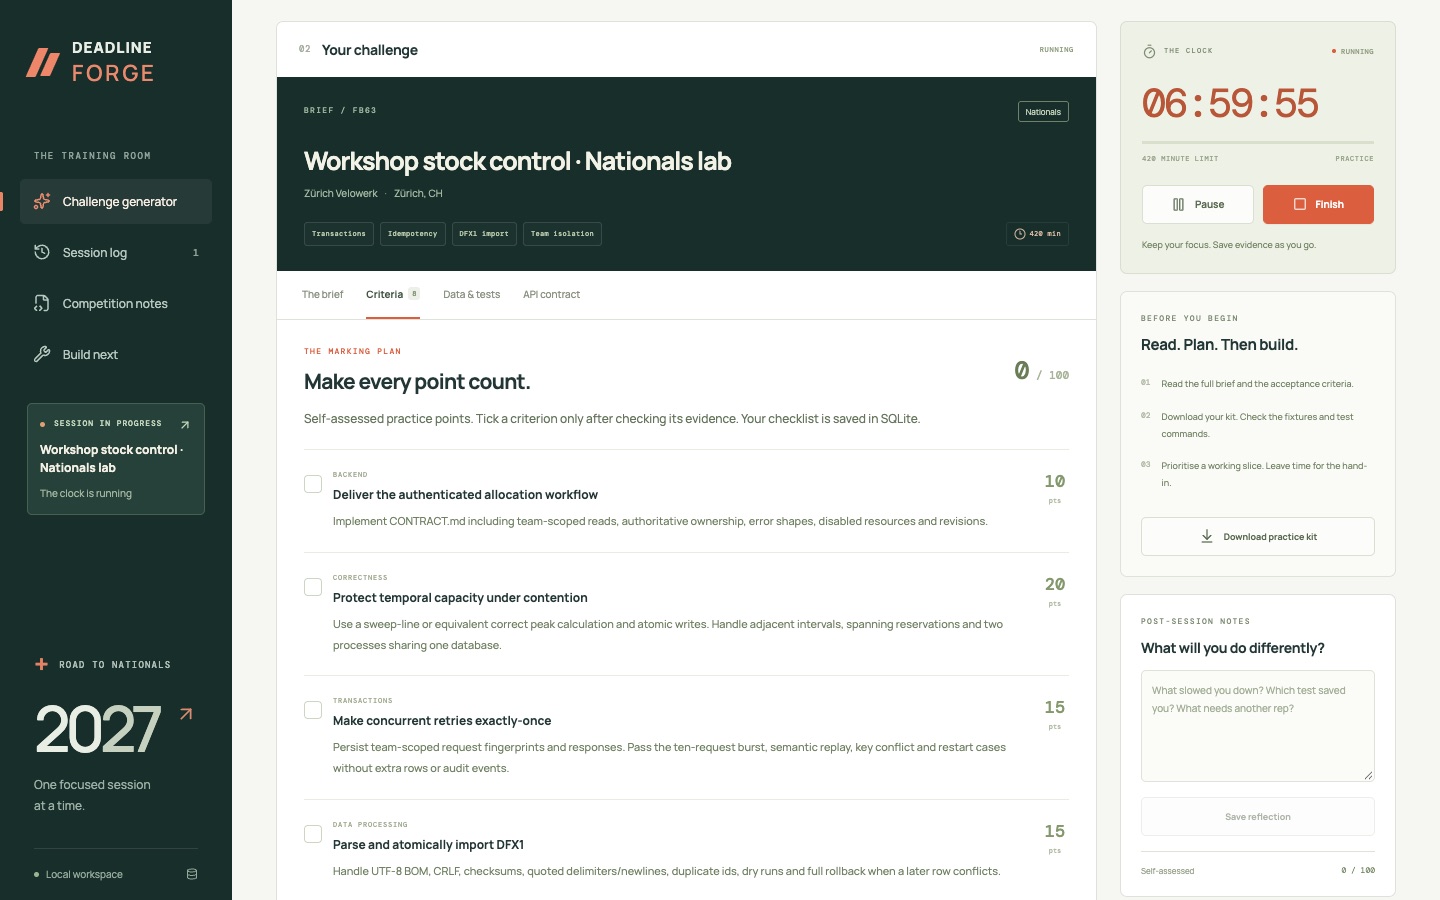 DEADLINE
FORGE
THE TRAINING ROOM
Challenge generator
Session log 1
Competition notes
Build next
SESSION IN PROGRESS
Workshop stock control ·
Nationals lab
The clock is running
ROAD TO NATIONALS
2027
One focused session
at a time.
Local workspace
02 Your challenge RUNNING
BRIEF / FB63 Nationals
Workshop stock control · Nationals lab
Zürich Velowerk · Zürich, CH
Transactions Idempotency DFX1 import Team isolation 420 min
The brief Criteria 8 Data & tests API contract
THE MARKING PLAN
Make every point count. 0 / 100
Self-assessed practice points. Tick a criterion only after checking its evidence. Your checklist is saved in SQLite.
BACKEND
Deliver the authenticated allocation workflow
10 pts
Implement CONTRACT.md including team-scoped reads, authoritative ownership, error shapes, disabled resources and revisions.
CORRECTNESS
Protect temporal capacity under contention
20 pts
Use a sweep-line or equivalent correct peak calculation and atomic writes. Handle adjacent intervals, spanning reservations and two
processes sharing one database.
TRANSACTIONS
Make concurrent retries exactly-once
15 pts
Persist team-scoped request fingerprints and responses. Pass the ten-request burst, semantic replay, key conflict and restart cases
without extra rows or audit events.
DATA PROCESSING
Parse and atomically import DFX1
15 pts
Handle UTF-8 BOM, CRLF, checksums, quoted delimiters/newlines, duplicate ids, dry runs and full rollback when a later row conflicts.
THE CLOCK RUNNING
06:59:55
420 MINUTE LIMIT PRACTICE
Pause Finish
Keep your focus. Save evidence as you go.
BEFORE YOU BEGIN
Read. Plan. Then build.
01 Read the full brief and the acceptance criteria.
02 Download your kit. Check the fixtures and test
commands.
03 Prioritise a working slice. Leave time for the hand-
in.
Download practice kit
POST-SESSION NOTES
What will you do differently?
What slowed you down? Which test saved
you? What needs another rep?
Save reflection
Self-assessed 0 / 100